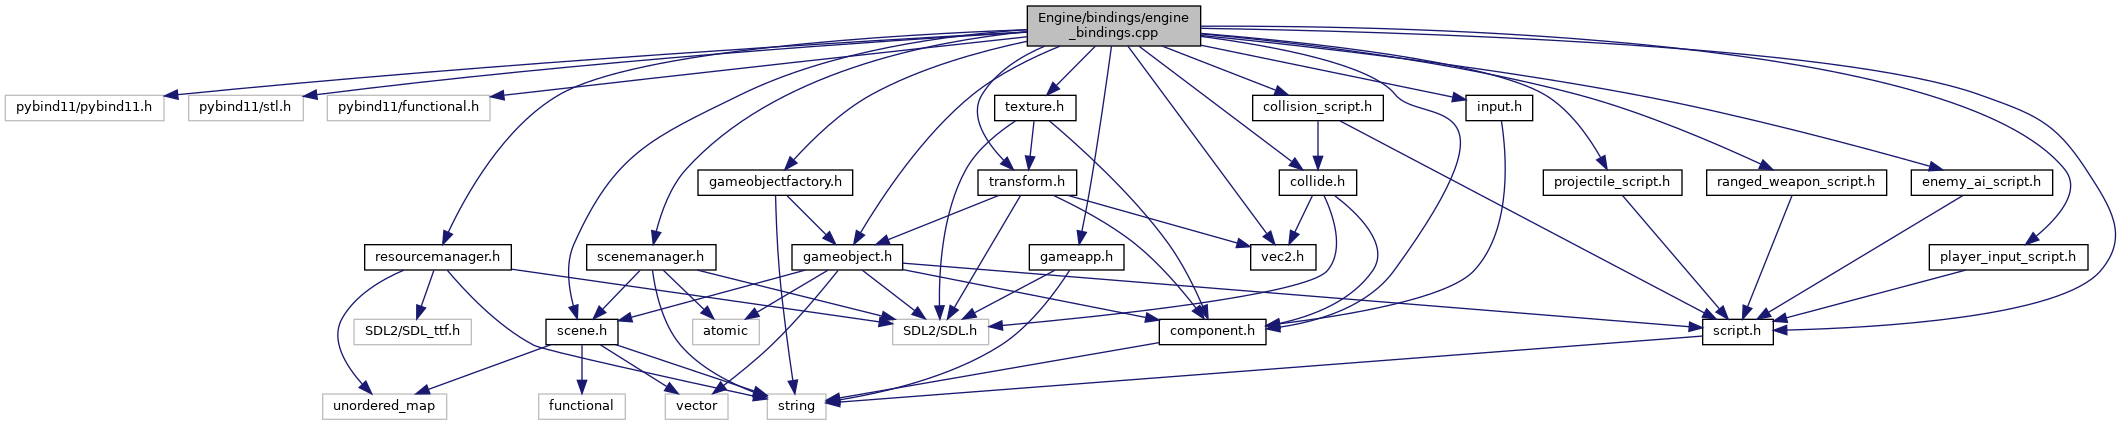 Engine/bindings/engine
_bindings.cpp
pybind11/pybind11.h
pybind11/stl.h
pybind11/functional.h
texture.h
collision_script.h
input.h
gameobjectfactory.h
transform.h
collide.h
projectile_script.h
ranged_weapon_script.h
enemy_ai_script.h
resourcemanager.h
scenemanager.h
gameobject.h
gameapp.h
vec2.h
player_input_script.h
SDL2/SDL_ttf.h
scene.h
atomic
SDL2/SDL.h
component.h
script.h
unordered_map
functional
vector
string